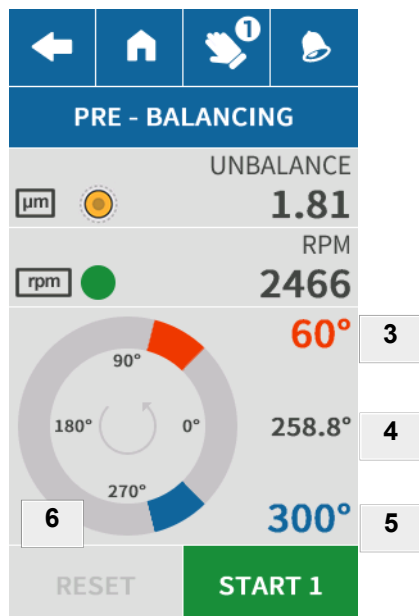 1
PRE - BALANCING
UNBALANCE
µm
1.81
RPM
rpm
2466
60°
3
90°
180°
0°
258.8°
4
270°
6
300°
5
RESET
START 1